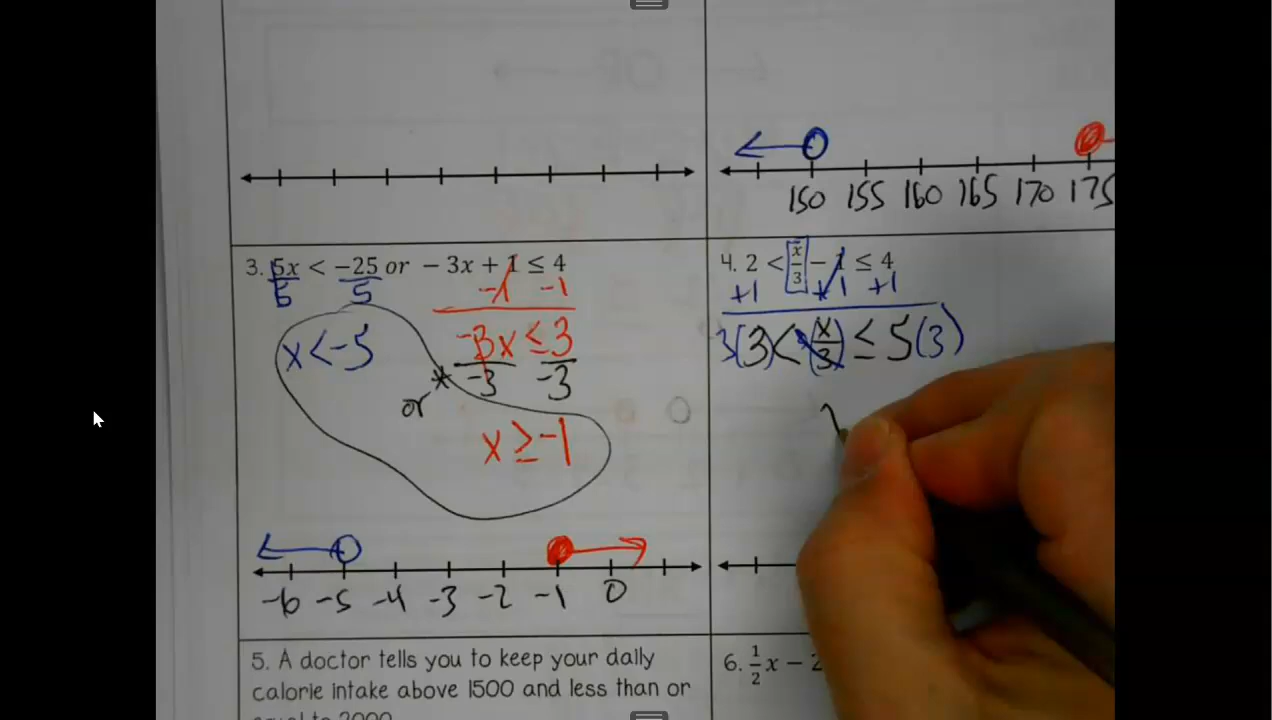 150 155 160 165 170 175
3. 5x < -25 or - 3x + 1 ≤ 4
5 5
-1 -1
-3x ≤ 3
-3 -3
x < -5
* or
x ≥ -1
-6 -5 -4 -3 -2 -1 0
4. 2 < x/3 - 1 ≤ 4
+1 +1 +1
3(3) < (x/3) ≤ 5(3)
5. A doctor tells you to keep your daily
calorie intake above 1500 and less than or
6. 1/2 x - 2